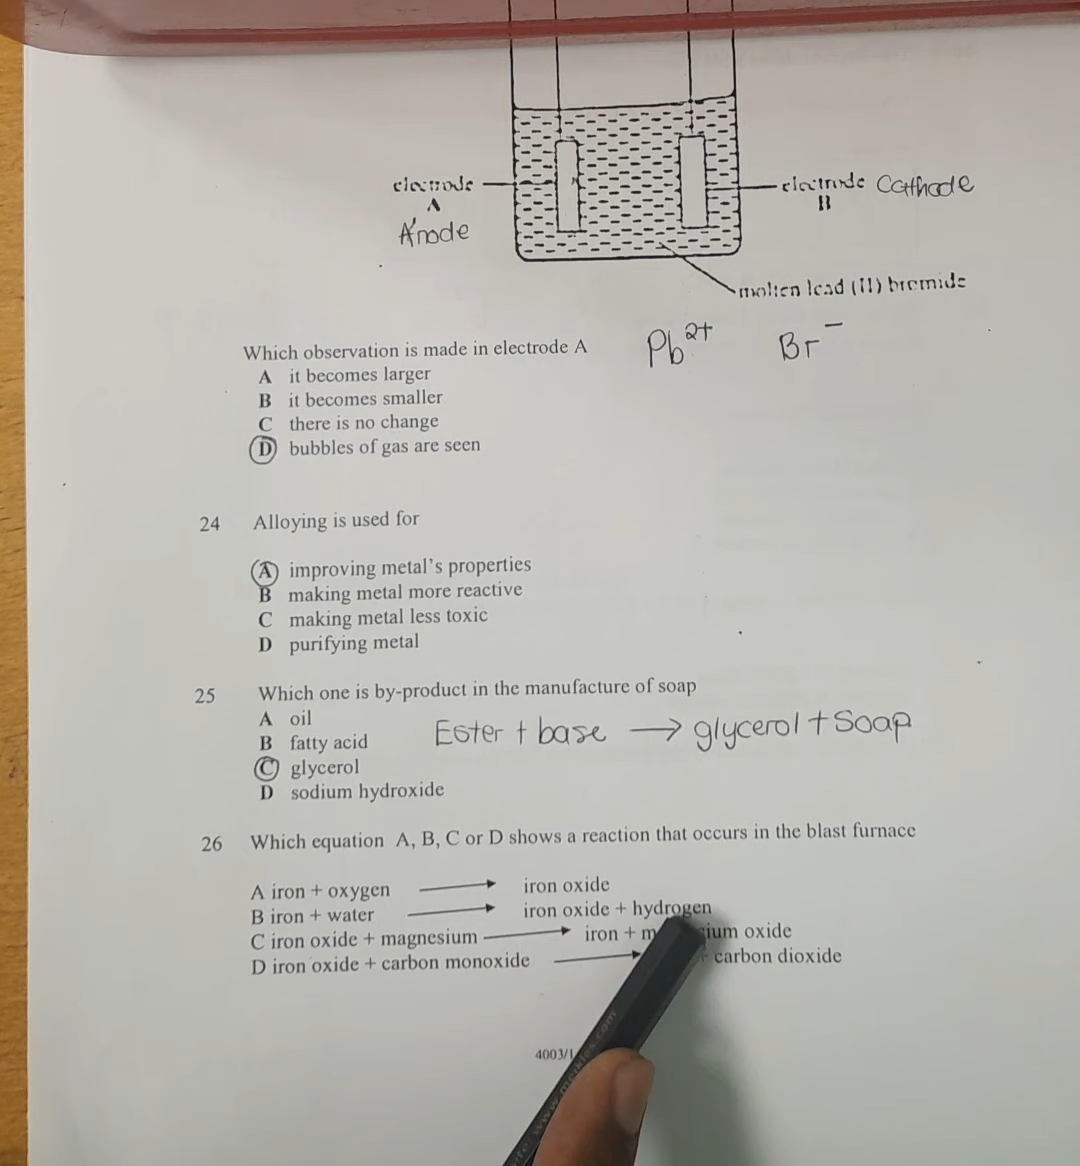 electrode
A
Anode
electrode Cathode
B
molten lead (II) bromide
Pb²⁺ Br⁻
Which observation is made in electrode A
A it becomes larger
B it becomes smaller
C there is no change
D bubbles of gas are seen
24 Alloying is used for
A improving metal's properties
B making metal more reactive
C making metal less toxic
D purifying metal
25 Which one is by-product in the manufacture of soap
A oil
B fatty acid
C glycerol
D sodium hydroxide
Ester + base → glycerol + Soap
26 Which equation A, B, C or D shows a reaction that occurs in the blast furnace
A iron + oxygen → iron oxide
B iron + water → iron oxide + hydrogen
C iron oxide + magnesium → iron + oxide
D iron oxide + carbon monoxide → carbon dioxide
4003/1